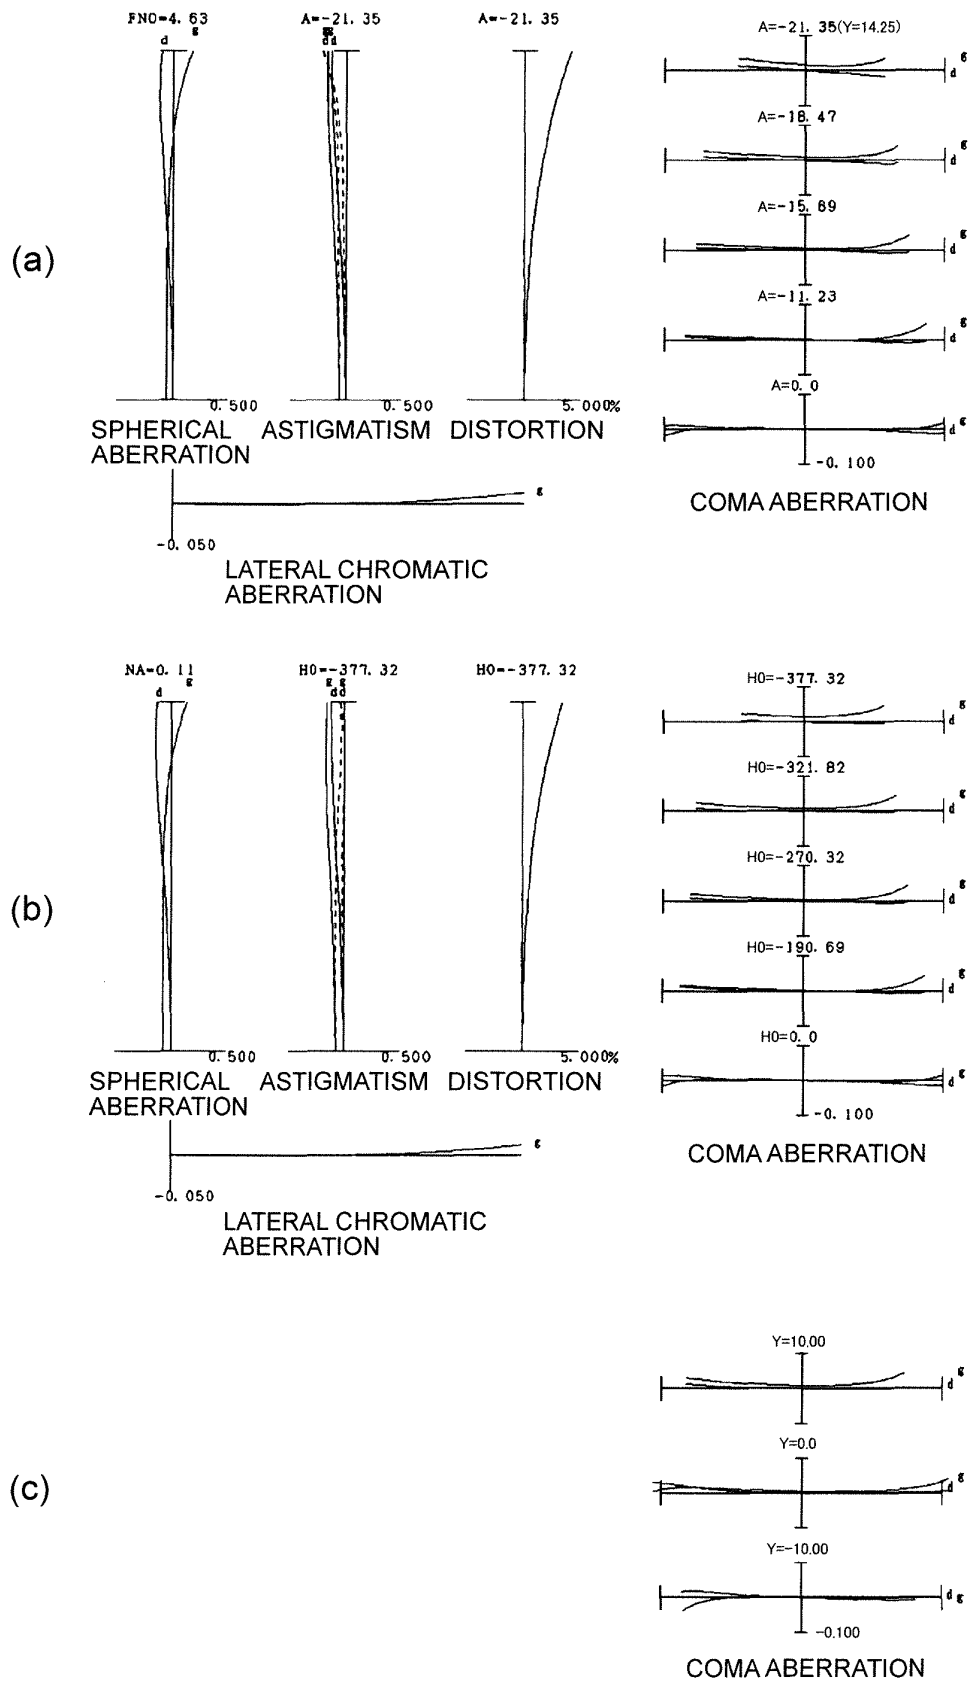 (a)
FNO=4.63
d g
SPHERICAL
ABERRATION
0.500
A=-21.35
g g
d d
0.500
ASTIGMATISM
A=-21.35
5.000%
DISTORTION
g
-0.050
LATERAL CHROMATIC
ABERRATION
A=-21.35(Y=14.25)
g
d
A=-18.47
g
d
A=-15.69
g
d
A=-11.23
g
d
A=0.0
g
d
-0.100
COMA ABERRATION
(b)
NA=0.11
d g
0.500
SPHERICAL
ABERRATION
H0=-377.32
g g
d d
0.500
ASTIGMATISM
H0=-377.32
5.000%
DISTORTION
g
-0.050
LATERAL CHROMATIC
ABERRATION
H0=-377.32
g
d
H0=-321.82
g
d
H0=-270.32
g
d
H0=-190.69
g
d
H0=0.0
g
d
-0.100
COMA ABERRATION
(c)
Y=10.00
g
d
Y=0.0
g
d
Y=-10.00
d g
-0.100
COMA ABERRATION